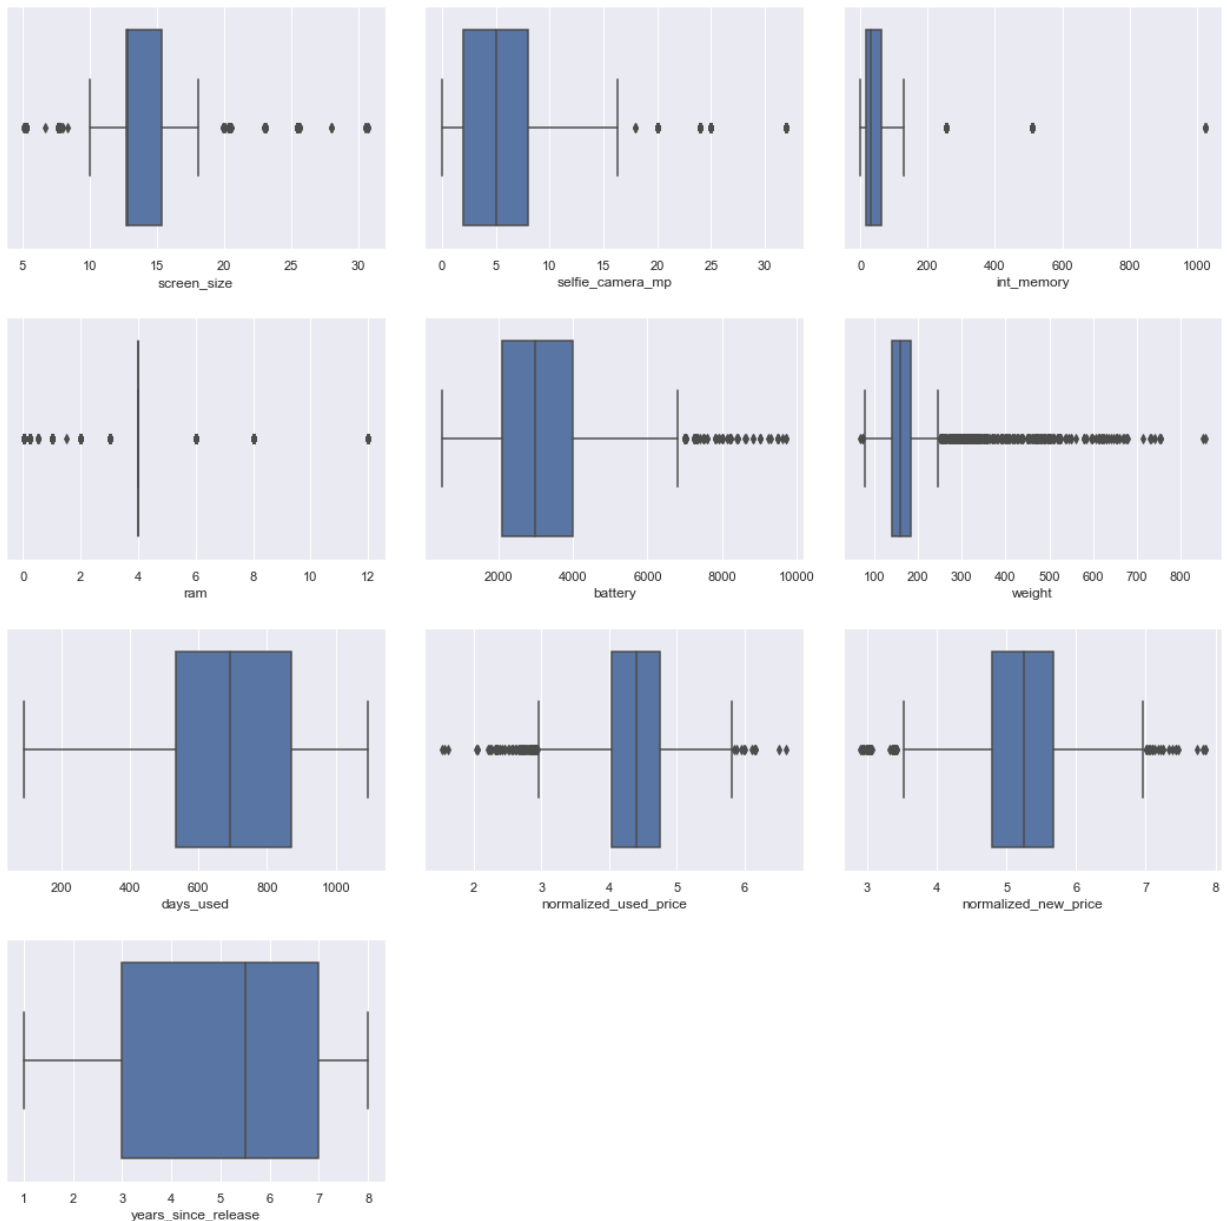 5 10 15 20 25 30
screen_size
0 5 10 15 20 25 30
selfie_camera_mp
0 200 400 600 800 1000
int_memory
0 2 4 6 8 10 12
ram
2000 4000 6000 8000 10000
battery
100 200 300 400 500 600 700 800
weight
200 400 600 800 1000
days_used
2 3 4 5 6
normalized_used_price
3 4 5 6 7 8
normalized_new_price
1 2 3 4 5 6 7 8
years_since_release